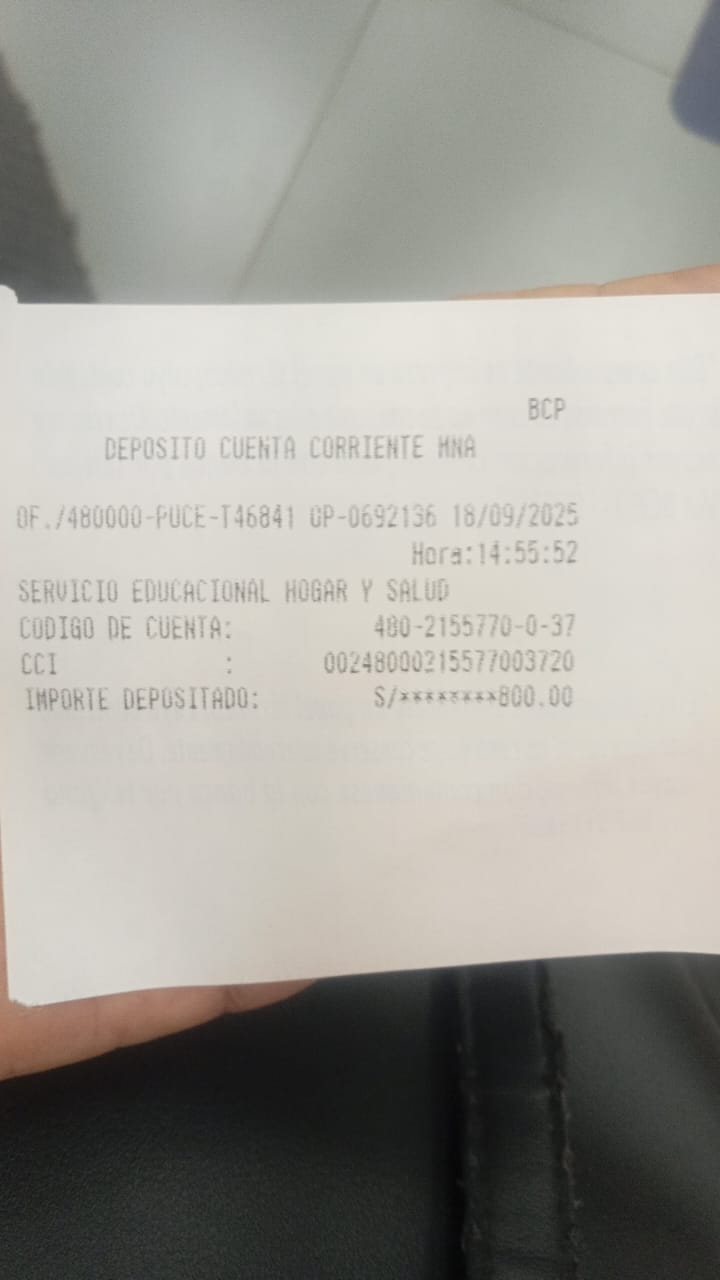 BCP
DEPOSITO CUENTA CORRIENTE MNA
OF./480000-PUCE-T46841 OP-0692136 18/09/2025
Hora:14:55:52
SERVICIO EDUCACIONAL HOGAR Y SALUD
CODIGO DE CUENTA: 480-2155770-0-37
CCI : 00248000215577003720
IMPORTE DEPOSITADO: S/********800.00